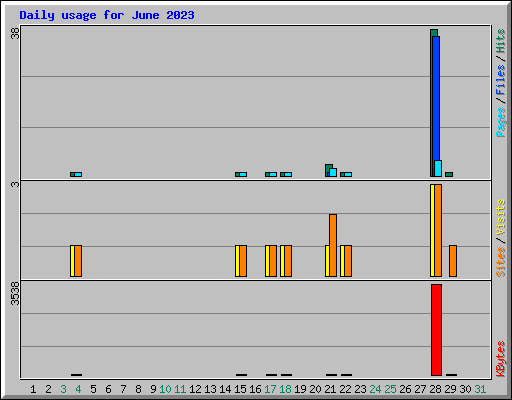 Daily usage for June 2023
38
3
3538
Pages / Files / Hits
Sites / Visits
KBytes
1 2 3 4 5 6 7 8 9 10 11 12 13 14 15 16 17 18 19 20 21 22 23 24 25 26 27 28 29 30 31